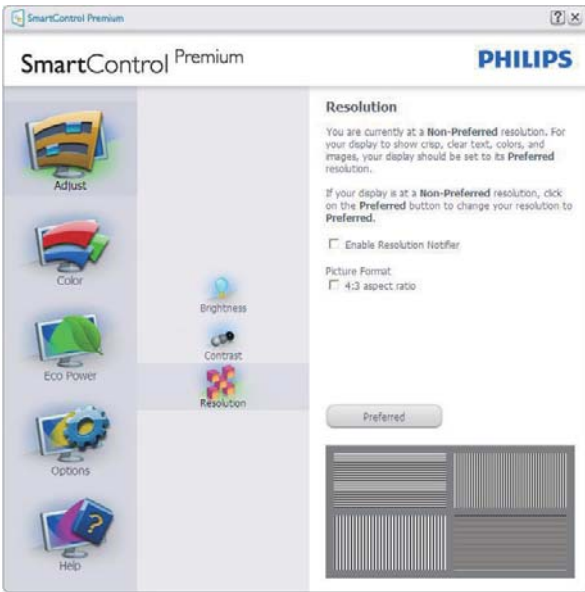 SmartControl Premium
? x
SmartControl Premium
PHILIPS
Adjust
Color
Eco Power
Options
Help
Brightness
Contrast
Resolution
Resolution
You are currently at a Non-Preferred resolution. For
your display to show crisp, clear text, colors, and
images, your display should be set to its Preferred
resolution.
If your display is at a Non-Preferred resolution, click
on the Preferred button to change your resolution to
Preferred.
Enable Resolution Notifier
Picture Format
4:3 aspect ratio
Preferred